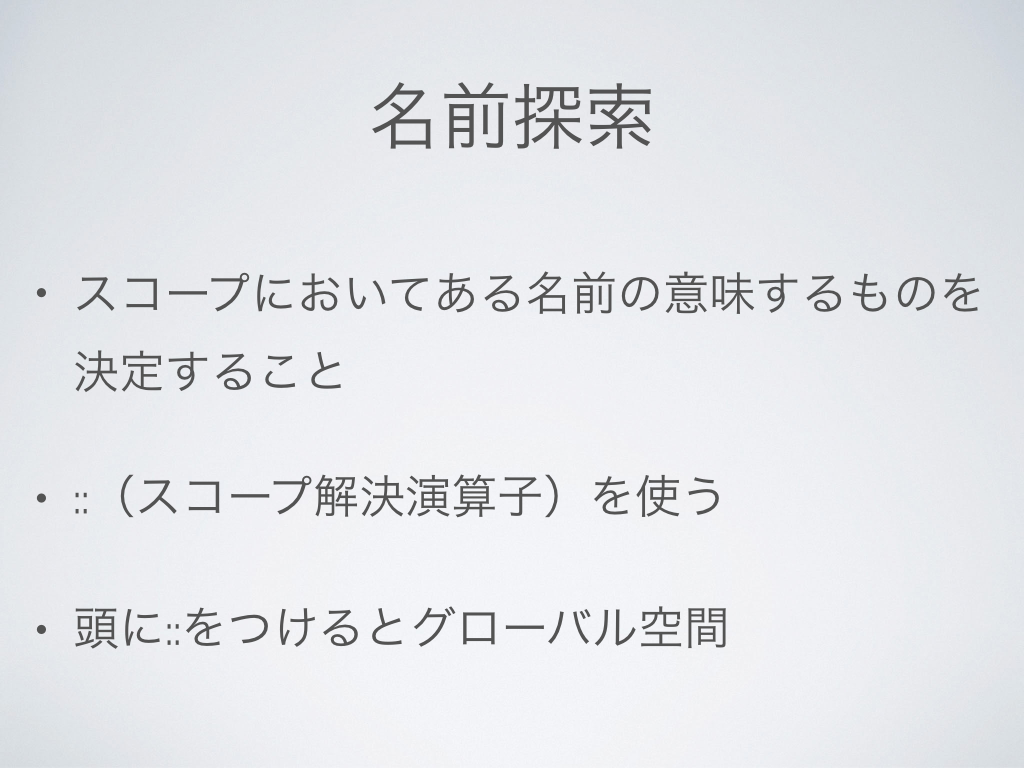 名前探索
• スコープにおいてある名前の意味するものを
決定すること
• ::（スコープ解決演算子）を使う
• 頭に::をつけるとグローバル空間